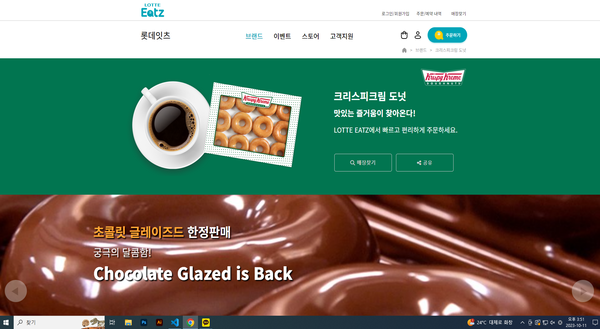 LOTTE
Eatz
로그인/회원가입 주문/예약 내역 매장찾기
롯데잇츠 브랜드 이벤트 스토어 고객지원 주문하기
브랜드 > 크리스피크림 도넛
Krispy Kreme
DOUGHNUTS
크리스피크림 도넛
맛있는 즐거움이 찾아온다!
LOTTE EATZ에서 빠르고 편리하게 주문하세요.
매장찾기 공유
초콜릿 글레이즈드 한정판매
궁극의 달콤함!
Chocolate Glazed is Back
찾기 24°C 대체로 화창 오후 3:51
2023-10-11